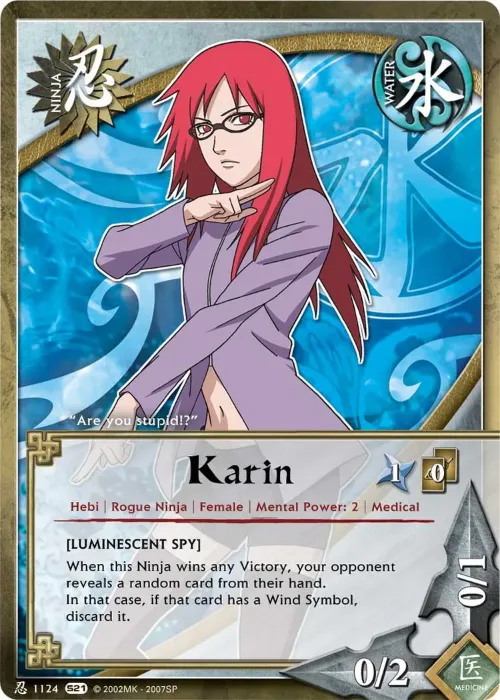 NINJA 忍
WATER 水
"Are you stupid!?"
Karin
1 0
Hebi | Rogue Ninja | Female | Mental Power: 2 | Medical
[LUMINESCENT SPY]
When this Ninja wins any Victory, your opponent
reveals a random card from their hand.
In that case, if that card has a Wind Symbol,
discard it.
0/1
0/2
医
MEDICINE
忍 1124 S21 © 2002MK - 2007SP